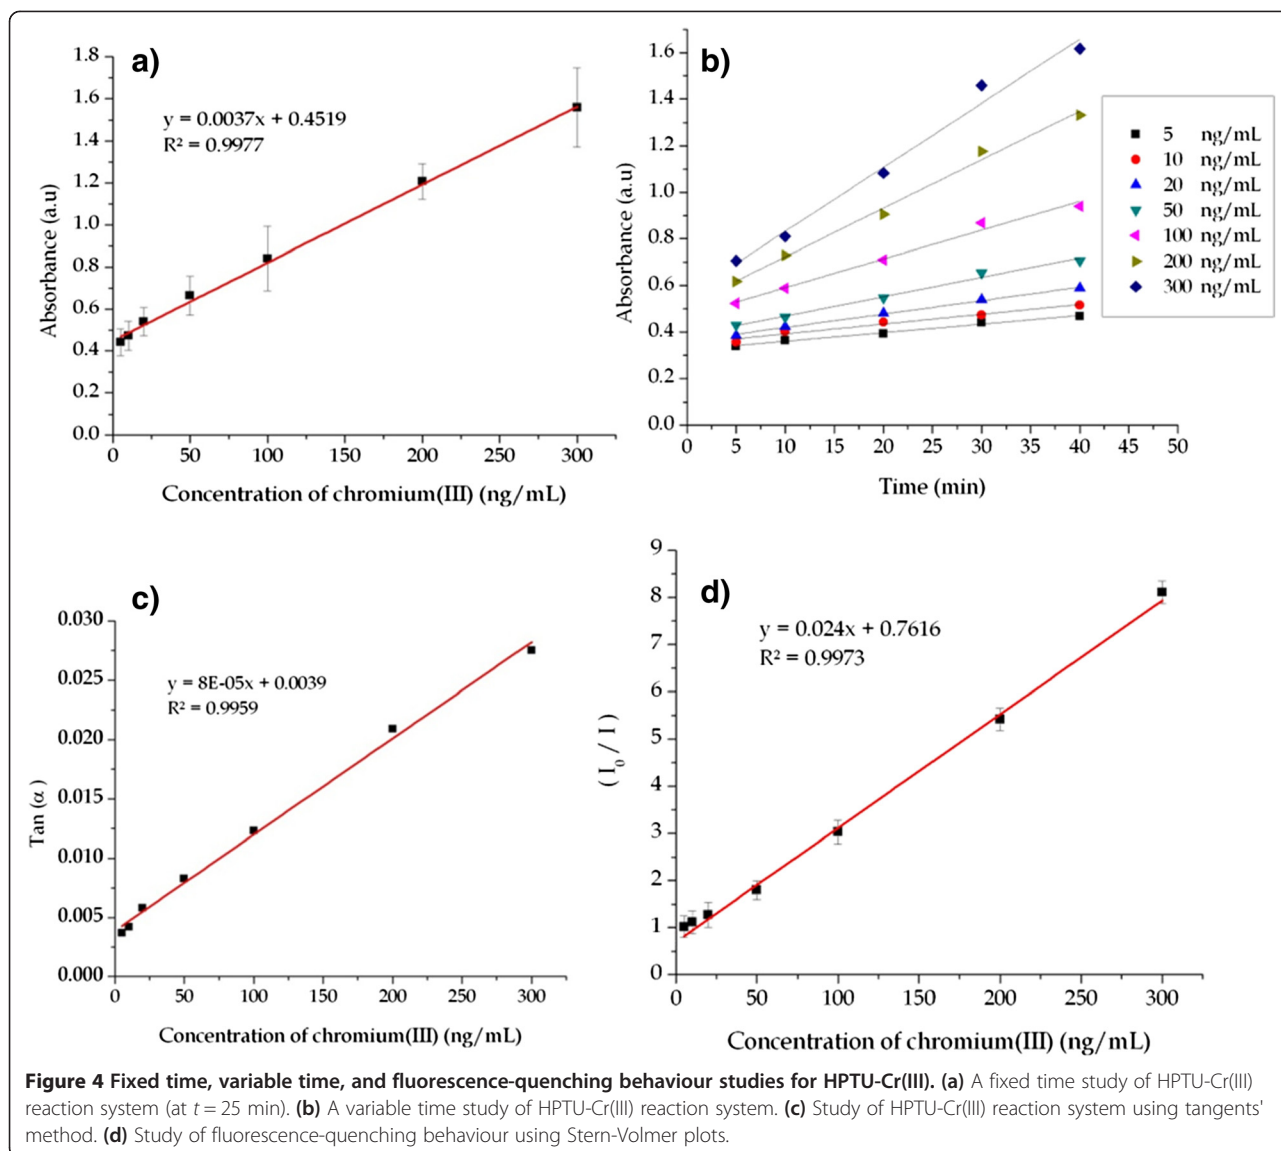 a)
y = 0.0037x + 0.4519
R² = 0.9977
Absorbance (a.u)
1.8
1.6
1.4
1.2
1.0
0.8
0.6
0.4
0.2
0.0
0 50 100 150 200 250 300
Concentration of chromium(III) (ng/mL)
b)
Absorbance (a.u)
1.6
1.4
1.2
1.0
0.8
0.6
0.4
0.2
0.0
0 5 10 15 20 25 30 35 40 45 50
Time (min)
5 ng/mL
10 ng/mL
20 ng/mL
50 ng/mL
100 ng/mL
200 ng/mL
300 ng/mL
c)
y = 8E-05x + 0.0039
R² = 0.9959
Tan (α)
0.030
0.025
0.020
0.015
0.010
0.005
0.000
0 50 100 150 200 250 300
Concentration of chromium(III) (ng/mL)
d)
y = 0.024x + 0.7616
R² = 0.9973
( I₀ / I )
9
8
7
6
5
4
3
2
1
0
0 50 100 150 200 250 300
Concentration of chromium(III) (ng/mL)
Figure 4 Fixed time, variable time, and fluorescence-quenching behaviour studies for HPTU-Cr(III). (a) A fixed time study of HPTU-Cr(III)
reaction system (at t = 25 min). (b) A variable time study of HPTU-Cr(III) reaction system. (c) Study of HPTU-Cr(III) reaction system using tangents'
method. (d) Study of fluorescence-quenching behaviour using Stern-Volmer plots.